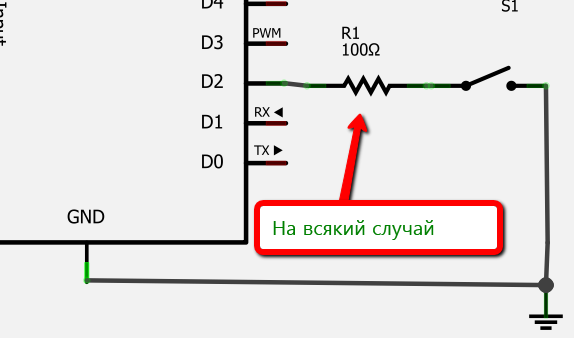 D4
S1
Input
D3
PWM
R1
100Ω
D2
D1
RX ◄
D0
TX ►
GND
На всякий случай